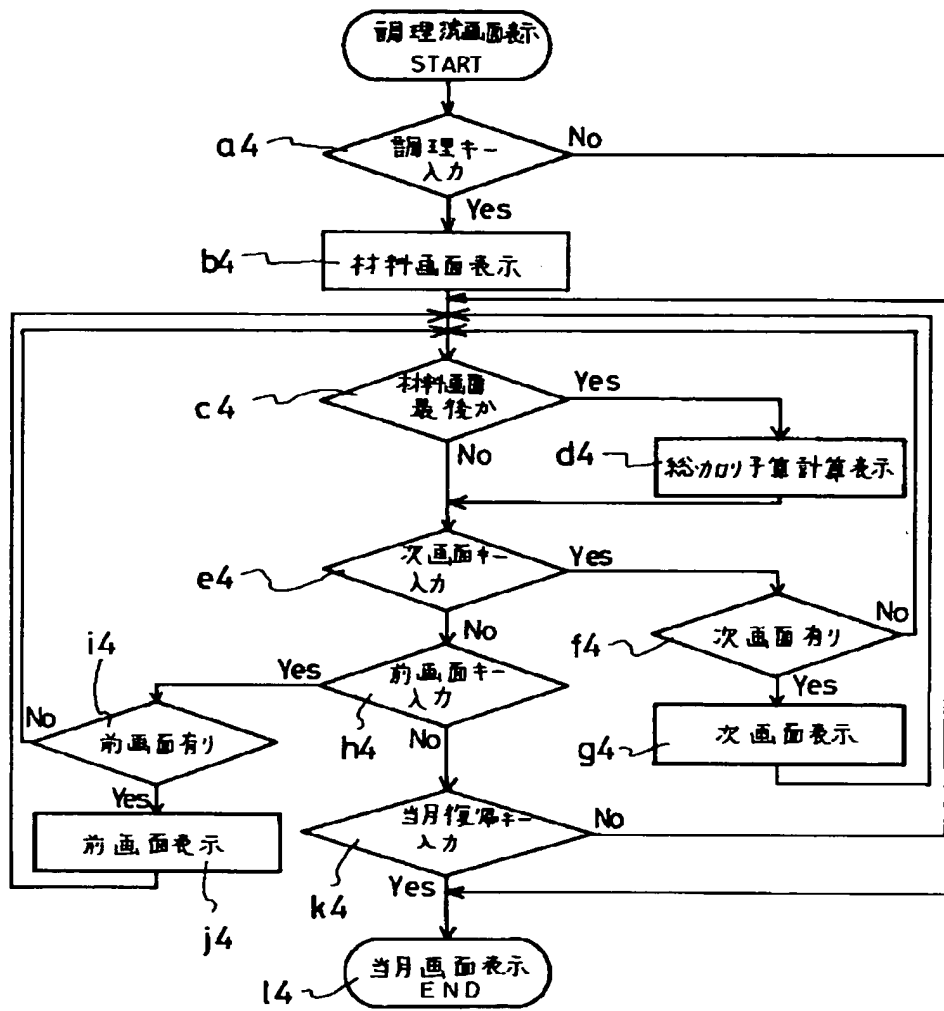 調理済画面表示
START
a4
調理キー
入力
No
Yes
b4
材料画面表示
c4
材料画面
最後か
Yes
No
d4
総カロリ予算計算表示
e4
次画面キー
入力
Yes
No
f4
次画面有り
No
Yes
g4
次画面表示
h4
前画面キー
入力
Yes
No
i4
前画面有り
No
Yes
j4
前画面表示
k4
当月復帰キー
入力
No
Yes
l4
当月画面表示
END